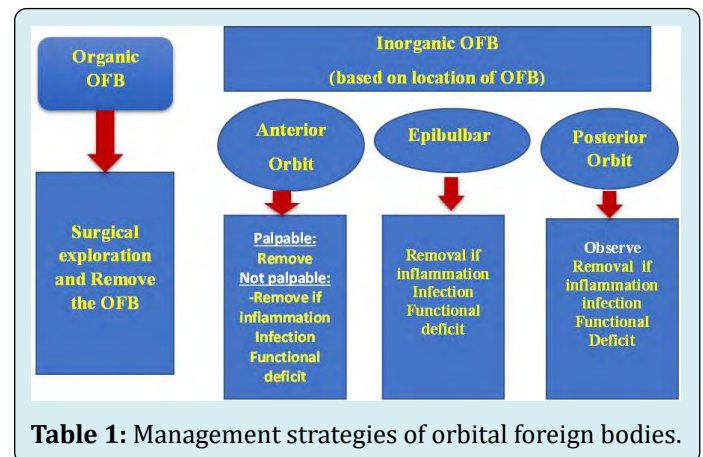 Organic
OFB
Surgical
exploration
and Remove
the OFB
Inorganic OFB
(based on location of OFB)
Anterior
Orbit
Palpable:
Remove
Not palpable:
-Remove if
inflammation
Infection
Functional
deficit
Epibulbar
Removal if
inflammation
Infection
Functional
deficit
Posterior
Orbit
Observe
Removal if
inflammation
infection
Functional
Deficit
Table 1: Management strategies of orbital foreign bodies.